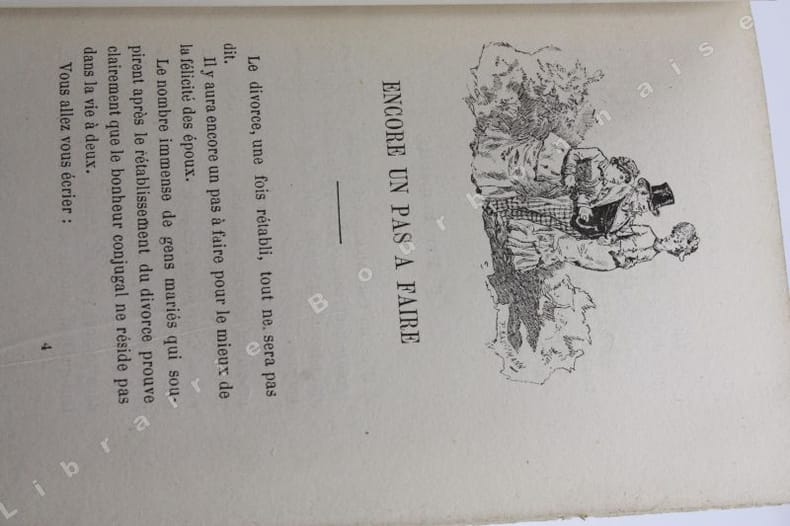 ENCORE UN PAS A FAIRE
Le divorce, une fois rétabli, tout ne sera pas
dit.
Il y aura encore un pas à faire pour le mieux de
la félicité des époux.
Le nombre immense de gens mariés qui sou-
pirent après le rétablissement du divorce prouve
clairement que le bonheur conjugal ne réside pas
dans la vie à deux.
Vous allez vous écrier :
4